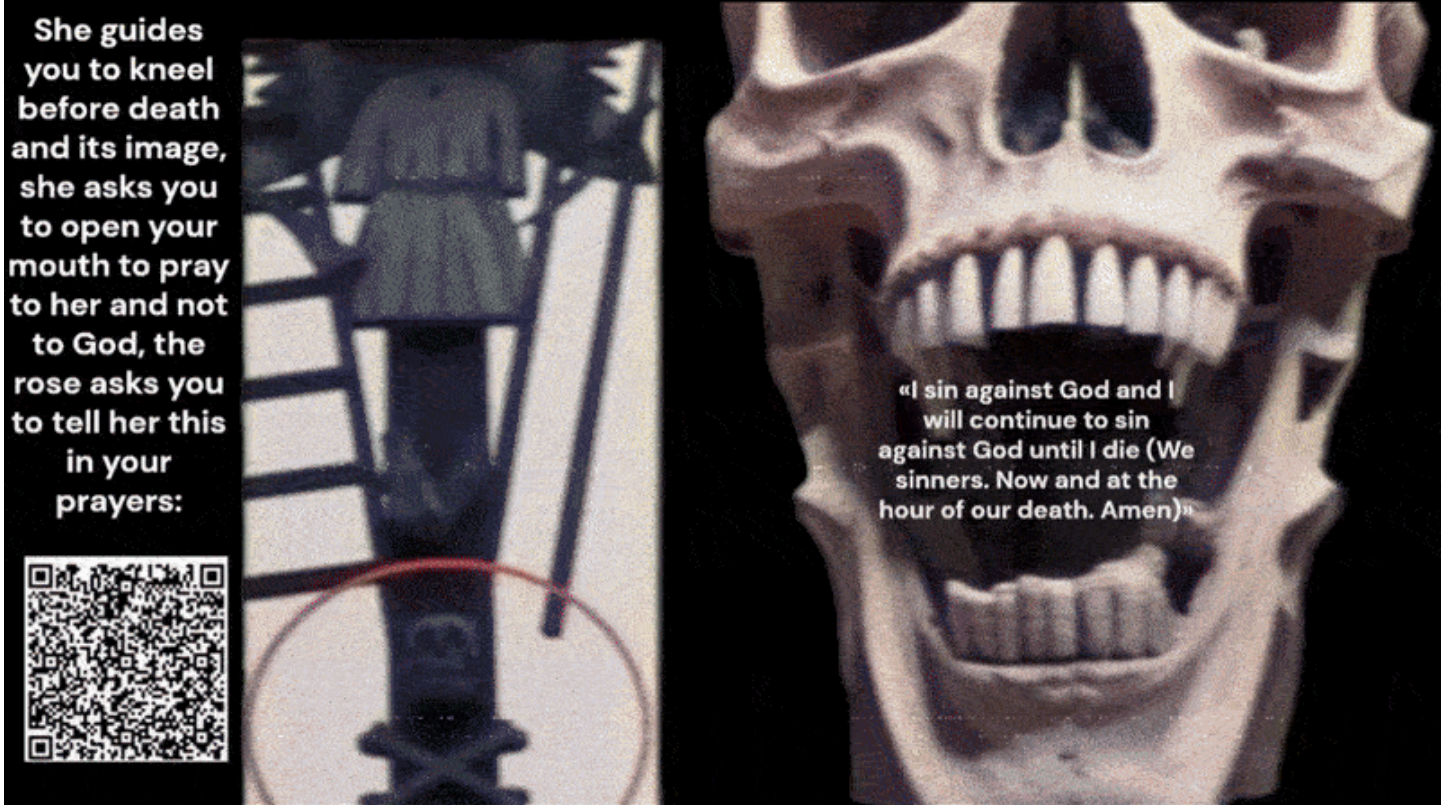 She guides
you to kneel
before death
and its image,
she asks you
to open your
mouth to pray
to her and not
to God, the
rose asks you
to tell her this
in your
prayers:
«I sin against God and I
will continue to sin
against God until I die (We
sinners. Now and at the
hour of our death. Amen)»